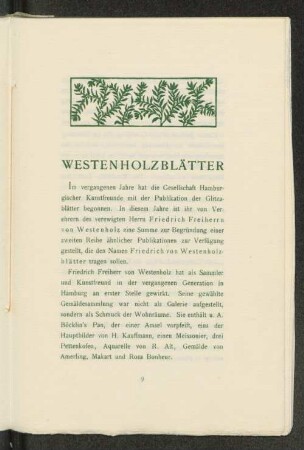 WESTENHOLZBLÄTTER
Im vergangenen Jahre hat die Gesellschaft Hambur-
gischer Kunstfreunde mit der Publikation der Glitza-
blätter begonnen. In diesem Jahre ist ihr von Ver-
ehrern des verewigten Herrn Friedrich Freiherrn
von Westenholz eine Summe zur Begründung einer
zweiten Reihe ähnlicher Publikationen zur Verfügung
gestellt, die den Namen Friedrich von Westenholz-
blätter tragen sollen.
Friedrich Freiherr von Westenholz hat als Sammler
und Kunstfreund in der vergangenen Generation in
Hamburg an erster Stelle gewirkt. Seine gewählte
Gemäldesammlung war nicht als Galerie aufgestellt,
sondern als Schmuck der Wohnräume. Sie enthält u. A.
Böcklin's Pan, der einer Amsel vorpfeift, eins der
Hauptbilder von H. Kauffmann, einen Meissonier, drei
Pettenkofen, Aquarelle von R. Alt, Gemälde von
Amerling, Makart und Rosa Bonheur.